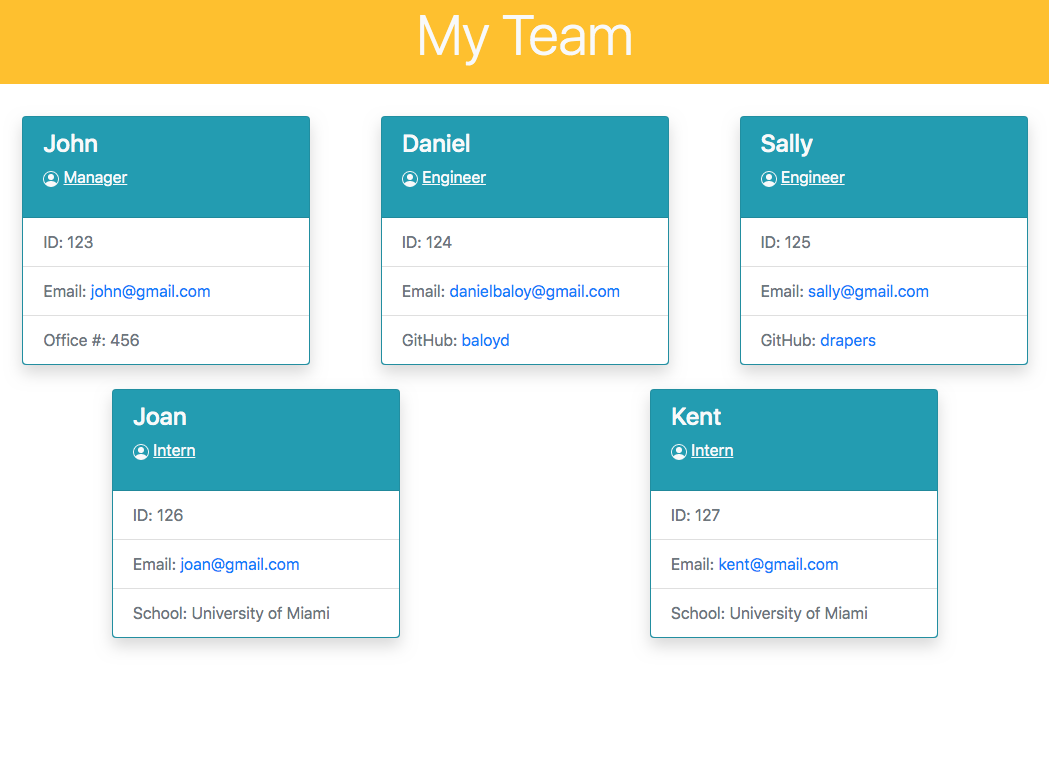 My Team
John
Manager
ID: 123
Email: john@gmail.com
Office #: 456
Daniel
Engineer
ID: 124
Email: danielbaloy@gmail.com
GitHub: baloyd
Sally
Engineer
ID: 125
Email: sally@gmail.com
GitHub: drapers
Joan
Intern
ID: 126
Email: joan@gmail.com
School: University of Miami
Kent
Intern
ID: 127
Email: kent@gmail.com
School: University of Miami